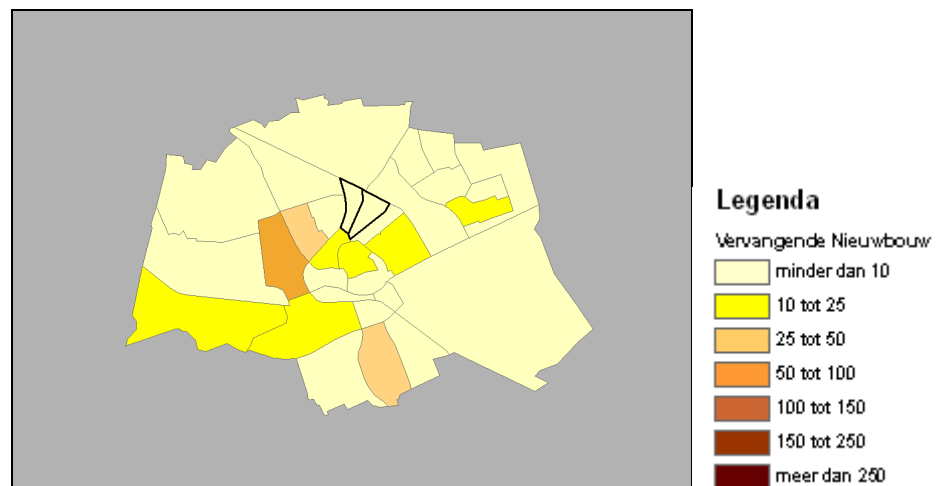 Legenda
Vervangende Nieuwbouw
minder dan 10
10 tot 25
25 tot 50
50 tot 100
100 tot 150
150 tot 250
meer dan 250